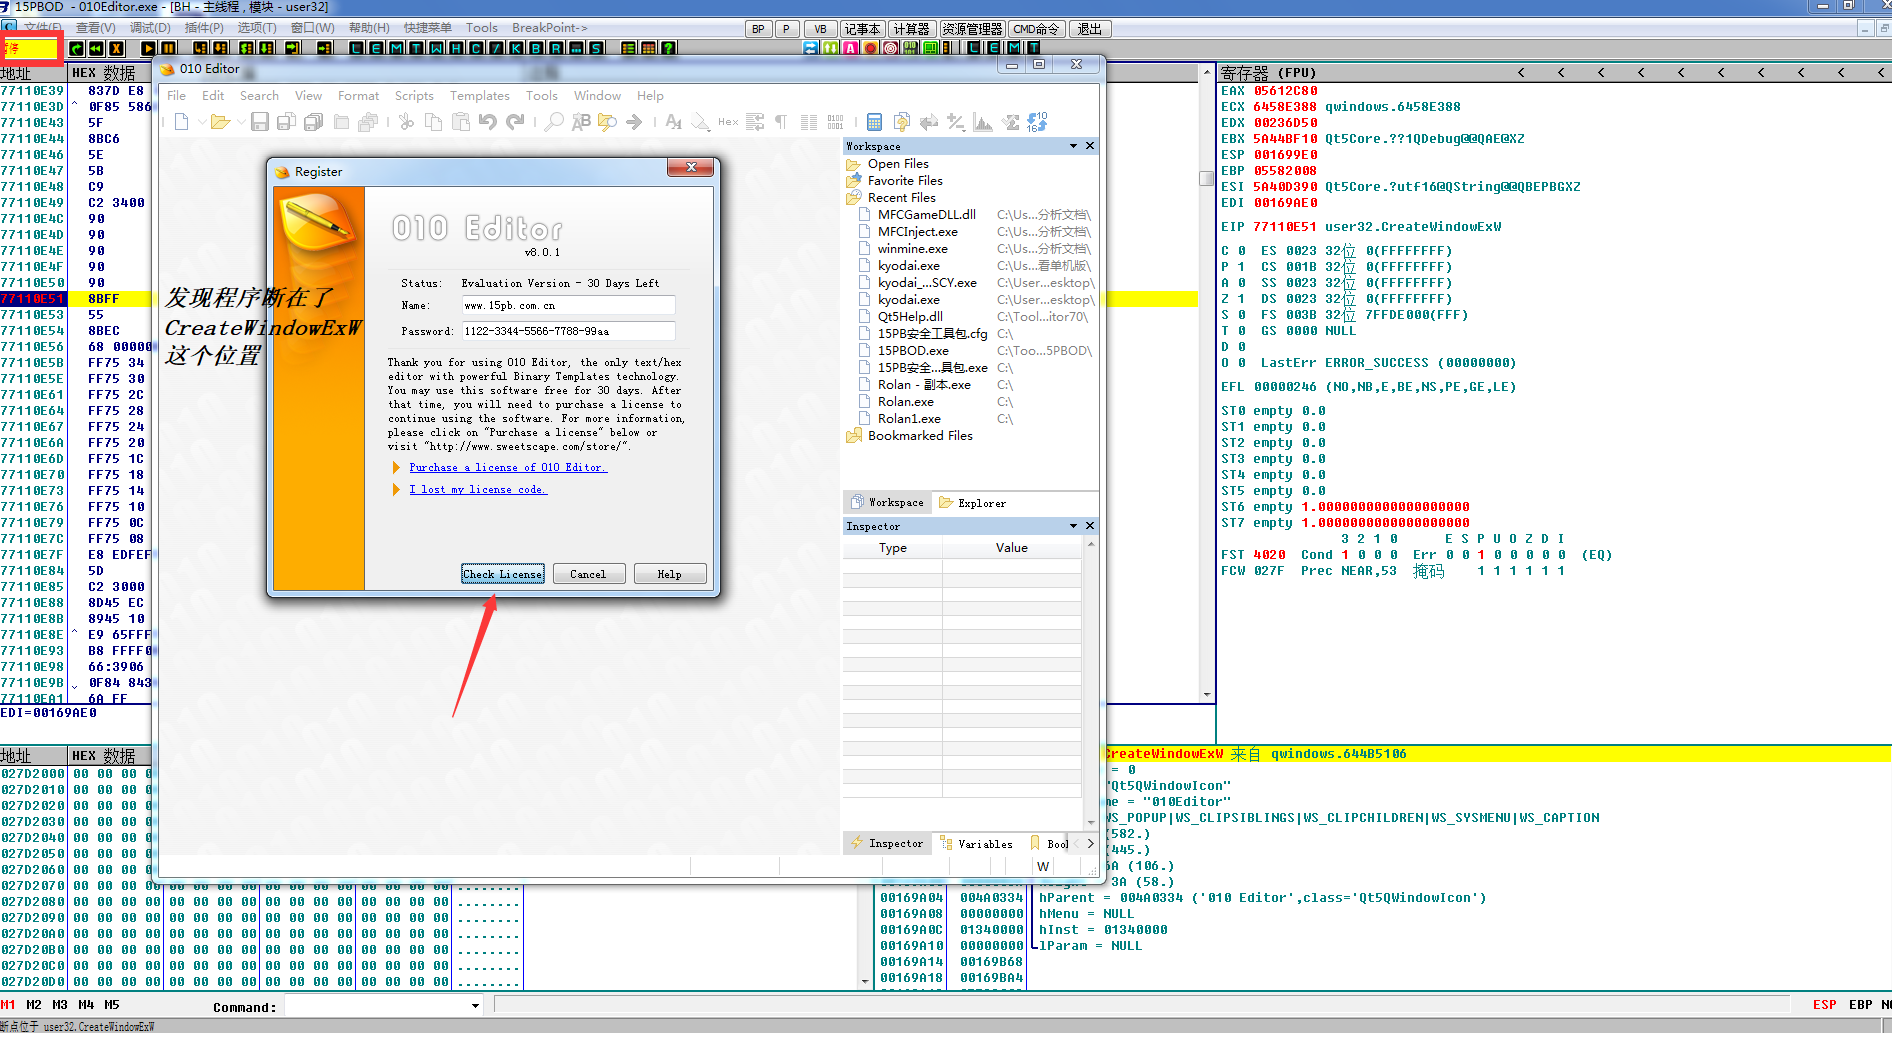 15PBOD - 010Editor.exe - [BH - 主线程, 模块 - user32]
文件(F) 查看(V) 调试(D) 插件(P) 选项(T) 窗口(W) 帮助(H) 快捷菜单 Tools BreakPoint->
BP P VB 记事本 计算器 资源管理器 CMD命令 退出
L E M T W H C / K B R ... S ?
地址 HEX 数据
77110E39 837D E8
77110E3D 0F85 586
77110E43 5F
77110E44 8BC6
77110E46 5E
77110E47 5B
77110E48 C9
77110E49 C2 3400
77110E4C 90
77110E4D 90
77110E4E 90
77110E4F 90
77110E50 90
77110E51 8BFF
77110E53 55
77110E54 8BEC
77110E56 68 00000
77110E5B FF75 34
77110E5E FF75 30
77110E61 FF75 2C
77110E64 FF75 28
77110E67 FF75 24
77110E6A FF75 20
77110E6D FF75 1C
77110E70 FF75 18
77110E73 FF75 14
77110E76 FF75 10
77110E79 FF75 0C
77110E7C FF75 08
77110E7F E8 EDFEF
77110E84 5D
77110E85 C2 3000
77110E88 8D45 EC
77110E8B 8945 10
77110E8E E9 65FFF
77110E93 B8 FFFF0
77110E98 66:3906
77110E9B 0F84 843
77110EA1 6A FF
EDI=00169AE0
发现程序断在了
CreateWindowExW
这个位置
010 Editor
File Edit Search View Format Scripts Templates Tools Window Help
Register
010 Editor
v8.0.1
Status: Evaluation Version - 30 Days Left
Name: www.15pb.com.cn
Password: 1122-3344-5566-7788-99aa
Thank you for using 010 Editor, the only text/hex
editor with powerful Binary Templates technology.
You may use this software free for 30 days. After
that time, you will need to purchase a license to
continue using the software. For more information,
please click on "Purchase a license" below or
visit "http://www.sweetscape.com/store/".
Purchase a license of 010 Editor.
I lost my license code.
Check License Cancel Help
Workspace
Open Files
Favorite Files
Recent Files
MFCGameDLL.dll C:\Us...分析文档\
MFCInject.exe C:\Us...分析文档\
winmine.exe C:\Us...分析文档\
kyodai.exe C:\Us...看单机版\
kyodai_...SCY.exe C:\User...esktop\
kyodai.exe C:\User...esktop\
Qt5Help.dll C:\Tool...itor70\
15PB安全工具包.cfg C:\
15PBOD.exe C:\Too...5PBOD\
15PB安全...具包.exe C:\
Rolan - 副本.exe C:\
Rolan.exe C:\
Rolan1.exe C:\
Bookmarked Files
Workspace Explorer
Inspector
Type Value
Inspector Variables
W
寄存器 (FPU) < < < < < < < < < <
EAX 05612C80
ECX 6458E388 qwindows.6458E388
EDX 00236D50
EBX 5A44BF10 Qt5Core.??1QDebug@@QAE@XZ
ESP 001699E0
EBP 05582008
ESI 5A40D390 Qt5Core.?utf16@QString@@QBEPBGXZ
EDI 00169AE0
EIP 77110E51 user32.CreateWindowExW
C 0 ES 0023 32位 0(FFFFFFFF)
P 1 CS 001B 32位 0(FFFFFFFF)
A 0 SS 0023 32位 0(FFFFFFFF)
Z 1 DS 0023 32位 0(FFFFFFFF)
S 0 FS 003B 32位 7FFDE000(FFF)
T 0 GS 0000 NULL
D 0
O 0 LastErr ERROR_SUCCESS (00000000)
EFL 00000246 (NO,NB,E,BE,NS,PE,GE,LE)
ST0 empty 0.0
ST1 empty 0.0
ST2 empty 0.0
ST3 empty 0.0
ST4 empty 0.0
ST5 empty 0.0
ST6 empty 1.0000000000000000000
ST7 empty 1.0000000000000000000
3 2 1 0 E S P U O Z D I
FST 4020 Cond 1 0 0 0 Err 0 0 1 0 0 0 0 0 (EQ)
FCW 027F Prec NEAR,53 掩码 1 1 1 1 1 1
地址 HEX 数据
027D2000 00 00 00
027D2010 00 00 00
027D2020 00 00 00
027D2030 00 00 00
027D2040 00 00 00
027D2050 00 00 00
027D2060 00 00 00
027D2070 00 00 00 00 00 00 00 00 00 00 00 00 00 00 00 00 ........
027D2080 00 00 00 00 00 00 00 00 00 00 00 00 00 00 00 00 ........
027D2090 00 00 00 00 00 00 00 00 00 00 00 00 00 00 00 00 ........
027D20A0 00 00 00 00 00 00 00 00 00 00 00 00 00 00 00 00 ........
027D20B0 00 00 00 00 00 00 00 00 00 00 00 00 00 00 00 00 ........
027D20C0 00 00 00 00 00 00 00 00 00 00 00 00 00 00 00 00 ........
027D20D0 00 00 00 00 00 00 00 00 00 00 00 00 00 00 00 00 ........
CreateWindowExW 来自 qwindows.644B5106
= 0
"Qt5QWindowIcon"
me = "010Editor"
WS_POPUP|WS_CLIPSIBLINGS|WS_CLIPCHILDREN|WS_SYSMENU|WS_CAPTION
(582.)
(445.)
6A (106.)
3A (58.)
00169A04 004A0334 hParent = 004A0334 ('010 Editor',class='Qt5QWindowIcon')
00169A08 00000000 hMenu = NULL
00169A0C 01340000 hInst = 01340000
00169A10 00000000 lParam = NULL
00169A14 00169B68
00169A18 00169BA4
M1 M2 M3 M4 M5 Command: ESP EBP
断点位于 user32.CreateWindowExW